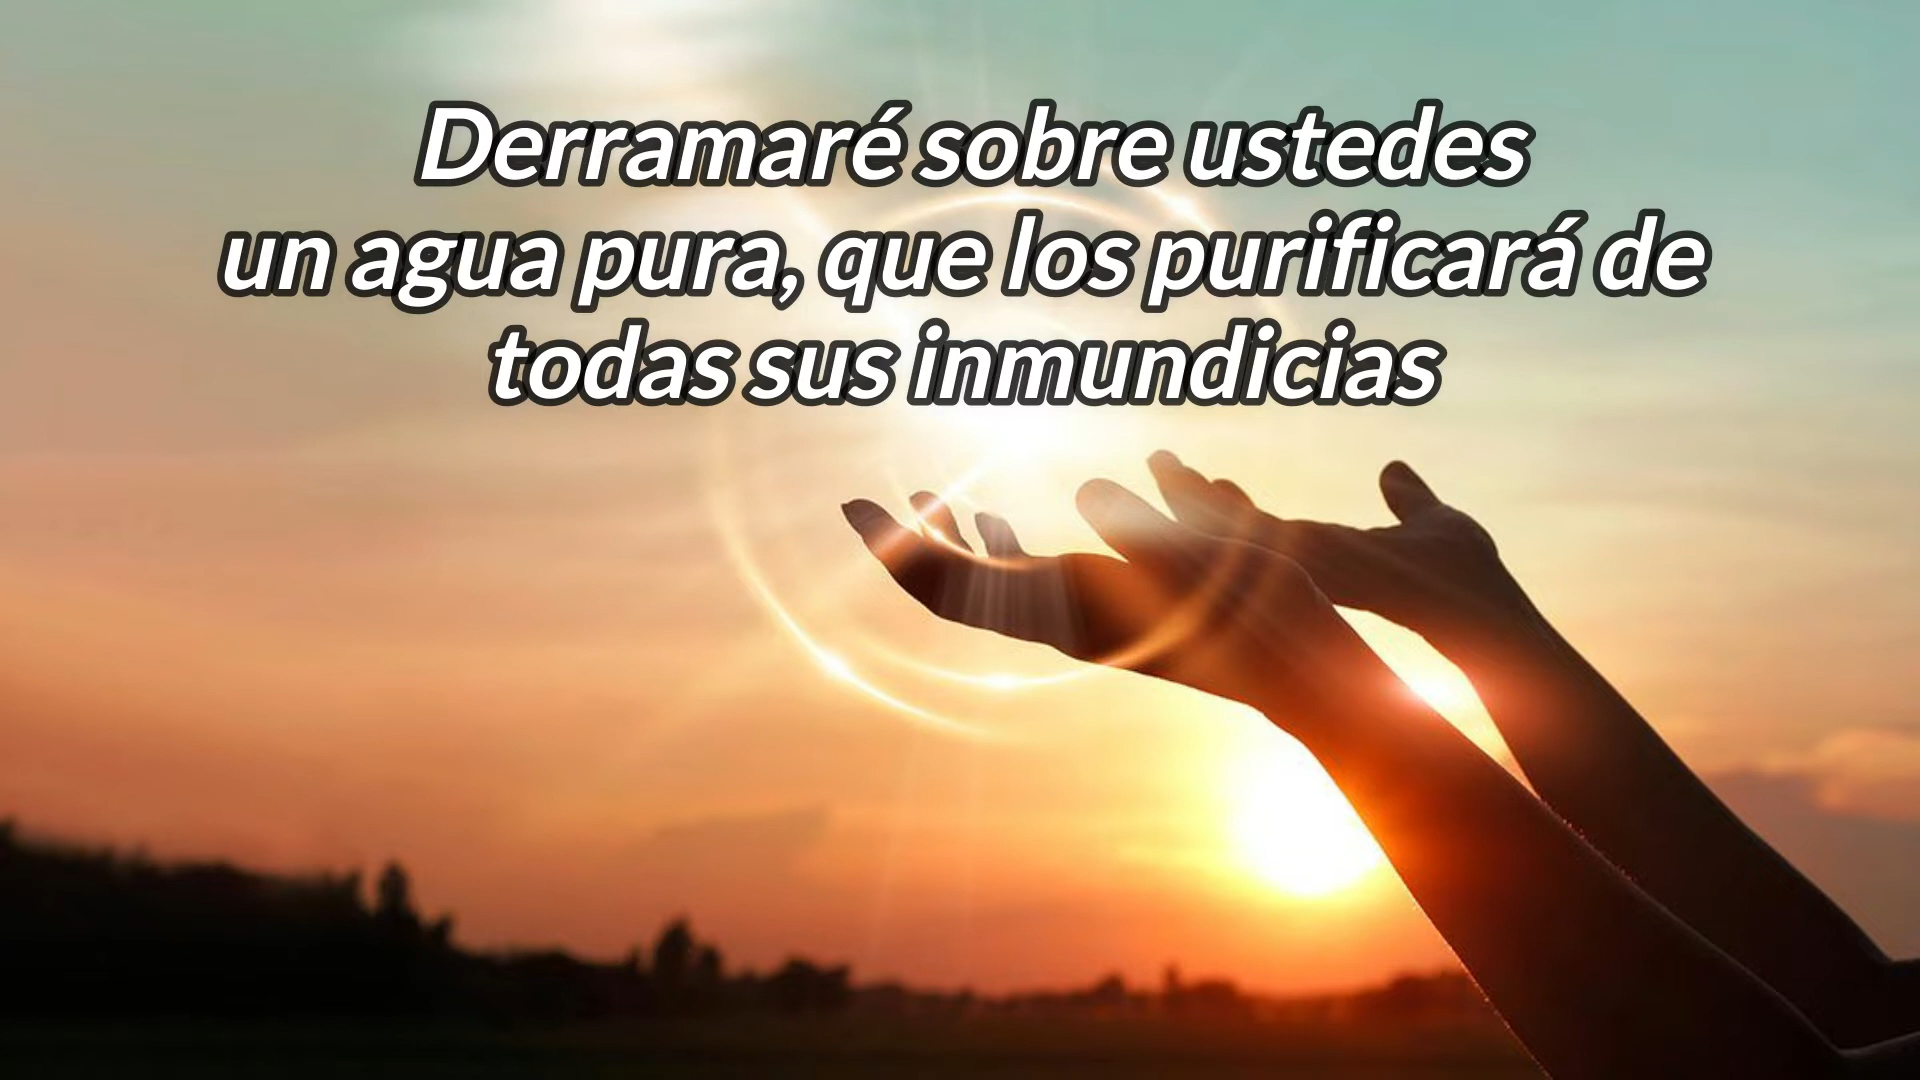 Derramaré sobre ustedes
un agua pura, que los purificará de
todas sus inmundicias